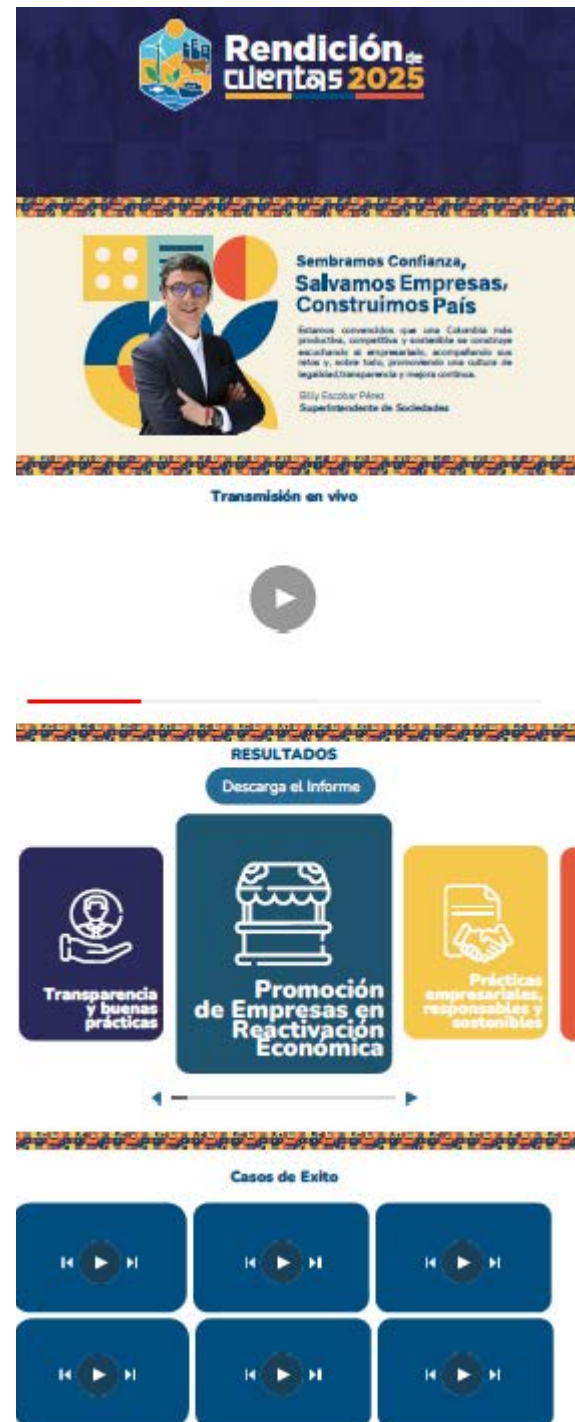 Rendición de
cuentas 2025
Sembramos Confianza,
Salvamos Empresas,
Construimos País
Estamos convencidos que una Colombia más
productiva, competitiva y sostenible se construye
escuchando al empresariado, acompañando sus
retos y, sobre todo, promoviendo una cultura de
legalidad,transparencia y mejora continua.
Billy Escobar Pérez
Superintendente de Sociedades
Transmisión en vivo
RESULTADOS
Descarga el Informe
Transparencia
y buenas
prácticas
Promoción
de Empresas en
Reactivación
Económica
Prácticas
empresariales,
responsables y
sostenibles
Casos de Exito